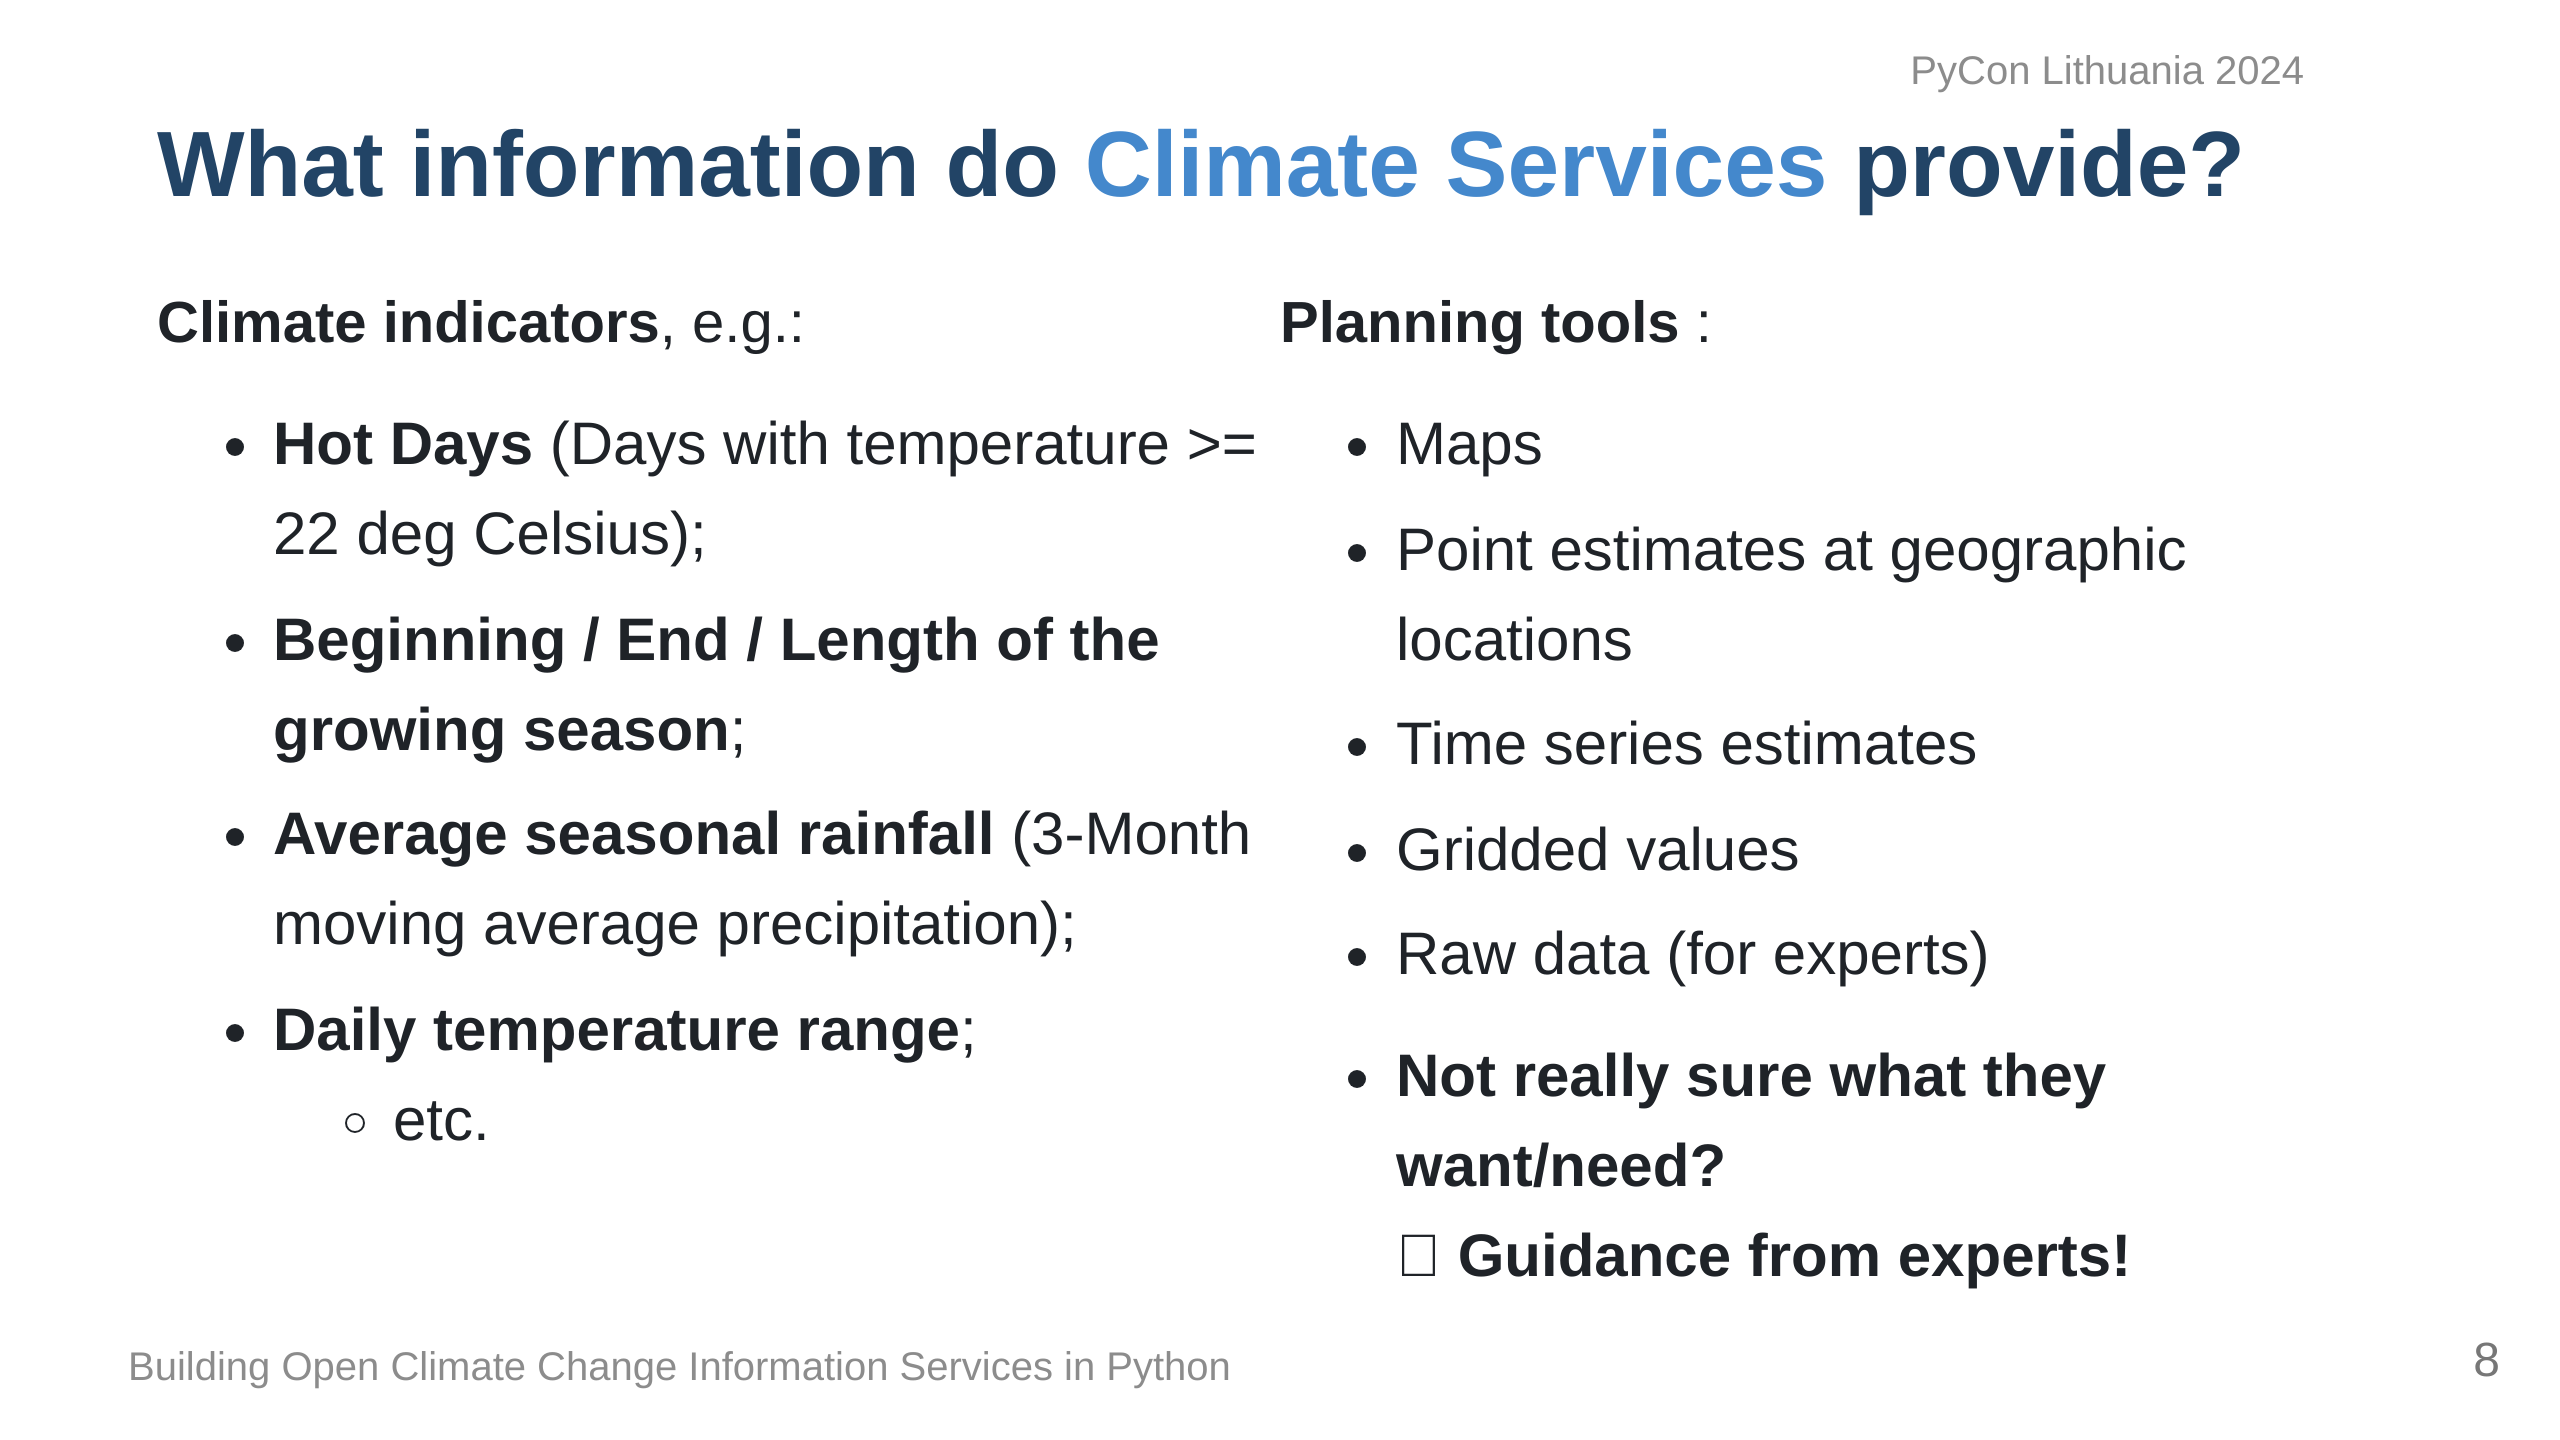 PyCon Lithuania 2024
What information do Climate Services provide?
Climate indicators, e.g.:
• Hot Days (Days with temperature >=
22 deg Celsius);
• Beginning / End / Length of the
growing season;
• Average seasonal rainfall (3-Month
moving average precipitation);
• Daily temperature range;
◦ etc.
Planning tools :
• Maps
• Point estimates at geographic
locations
• Time series estimates
• Gridded values
• Raw data (for experts)
• Not really sure what they
want/need?
Guidance from experts!
Building Open Climate Change Information Services in Python
8